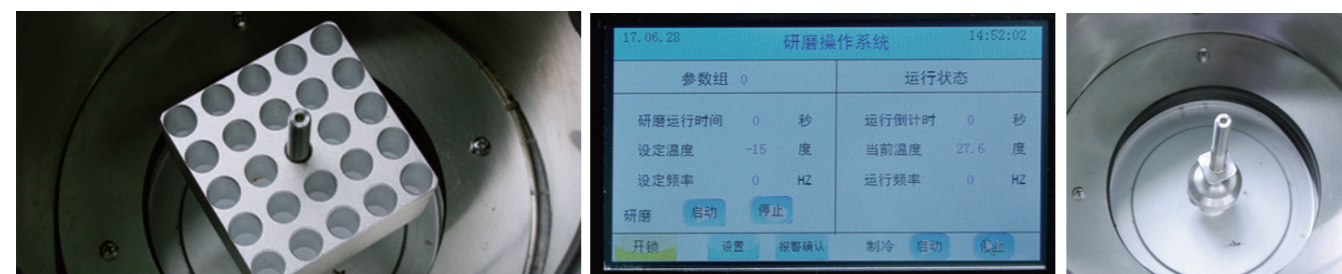 17.06.28 研磨操作系统 14:52:02
参数组 0 运行状态
研磨运行时间 0 秒 运行倒计时 0 秒
设定温度 -15 度 当前温度 27.6 度
设定频率 0 HZ 运行频率 0 HZ
研磨 启动 停止
开锁 设置 报警确认 制冷 启动 停止